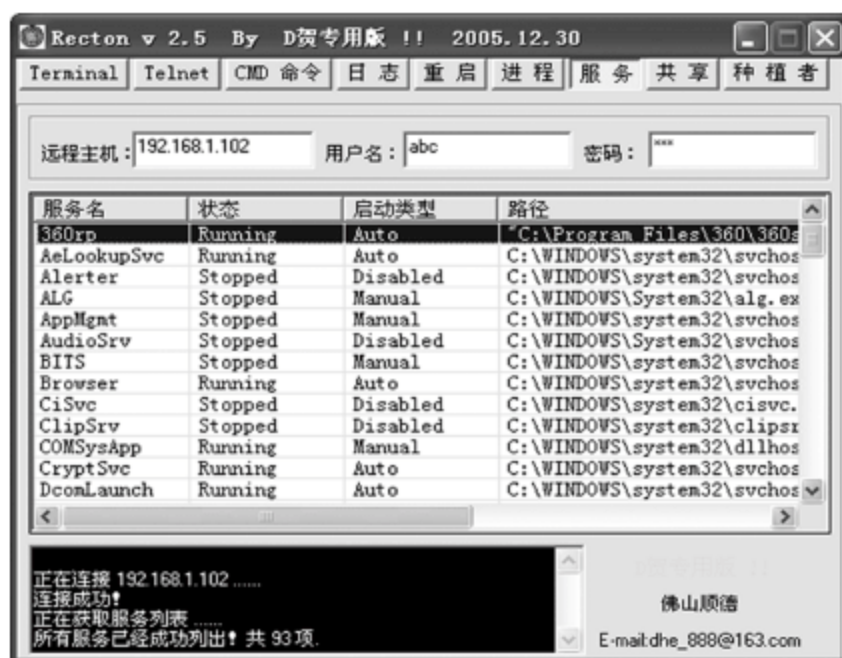 Recton v 2.5 By D贺专用版 !! 2005.12.30
Terminal Telnet CMD 命令 日 志 重 启 进 程 服 务 共 享 种 植 者
远程主机： 192.168.1.102 用户名： abc 密码： ***
服务名 状态 启动类型 路径
360rp Running Auto "C:\Program Files\360\360s
AeLookupSvc Running Auto C:\WINDOWS\system32\svchos
Alerter Stopped Disabled C:\WINDOWS\system32\svchos
ALG Stopped Manual C:\WINDOWS\System32\alg.ex
AppMgmt Stopped Manual C:\WINDOWS\system32\svchos
AudioSrv Stopped Disabled C:\WINDOWS\System32\svchos
BITS Stopped Manual C:\WINDOWS\system32\svchos
Browser Running Auto C:\WINDOWS\system32\svchos
CiSvc Stopped Disabled C:\WINDOWS\system32\cisvc.
ClipSrv Stopped Disabled C:\WINDOWS\system32\clipsr
COMSysApp Running Manual C:\WINDOWS\system32\dllhos
CryptSvc Running Auto C:\WINDOWS\system32\svchos
DcomLaunch Running Auto C:\WINDOWS\system32\svchos
正在连接 192.168.1.102 ......
连接成功！
正在获取服务列表 ......
所有服务已经成功列出！ 共 93 项.
D贺专用版 !!
佛山顺德
E-mail:dhe_888@163.com